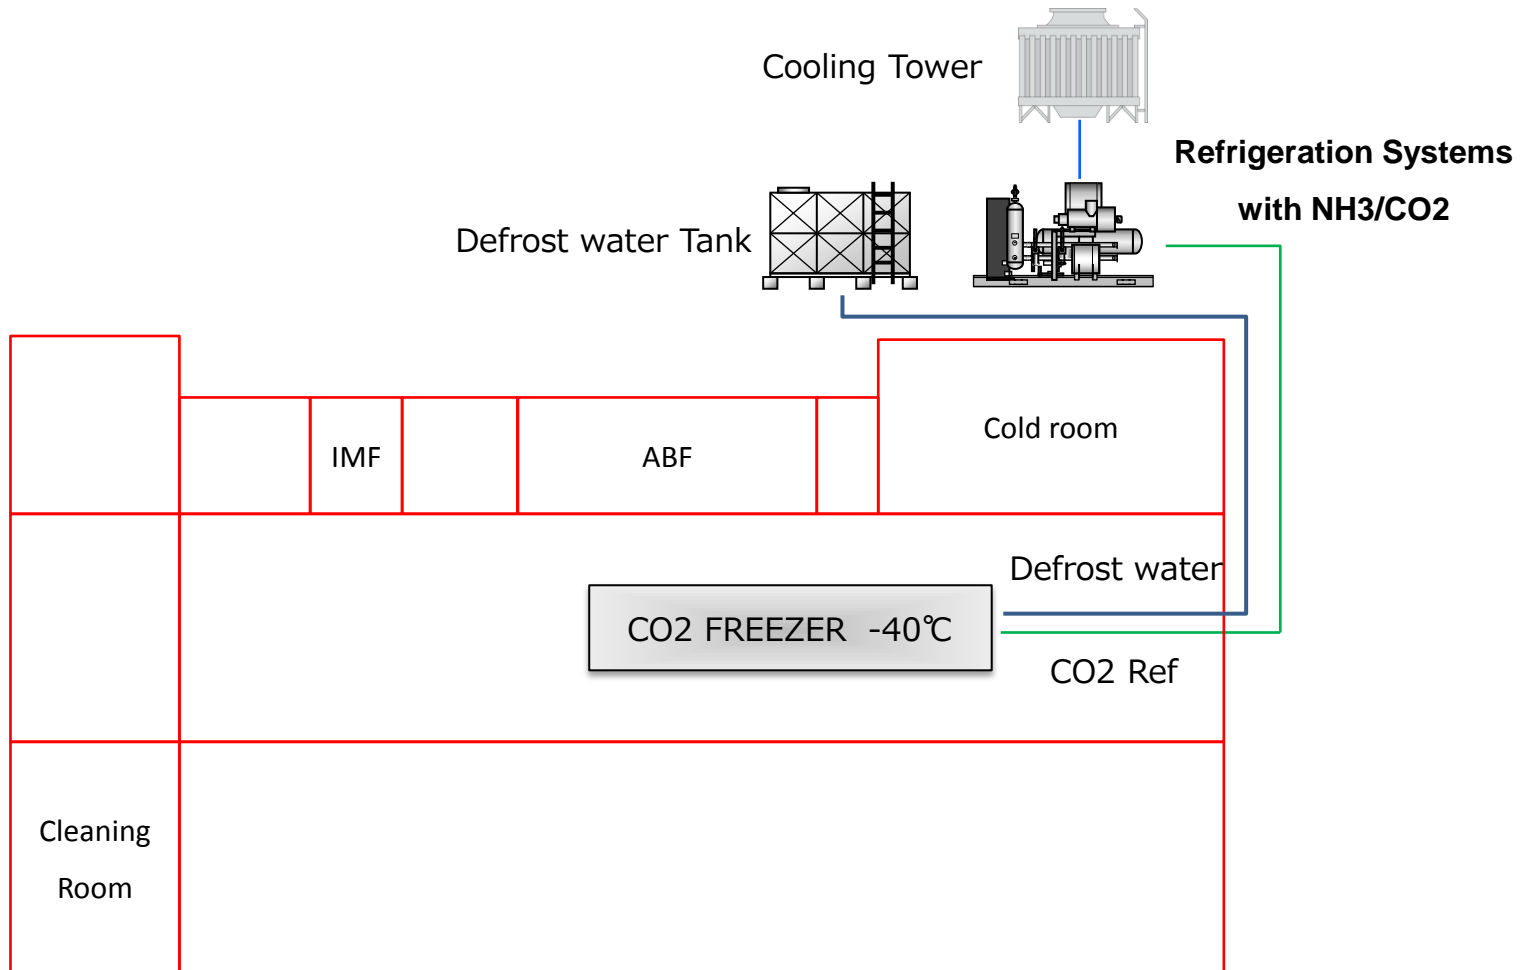 Cooling Tower
Refrigeration Systems
with NH3/CO2
Defrost water Tank
Cold room
IMF
ABF
Defrost water
CO2 FREEZER -40℃
CO2 Ref
Cleaning
Room